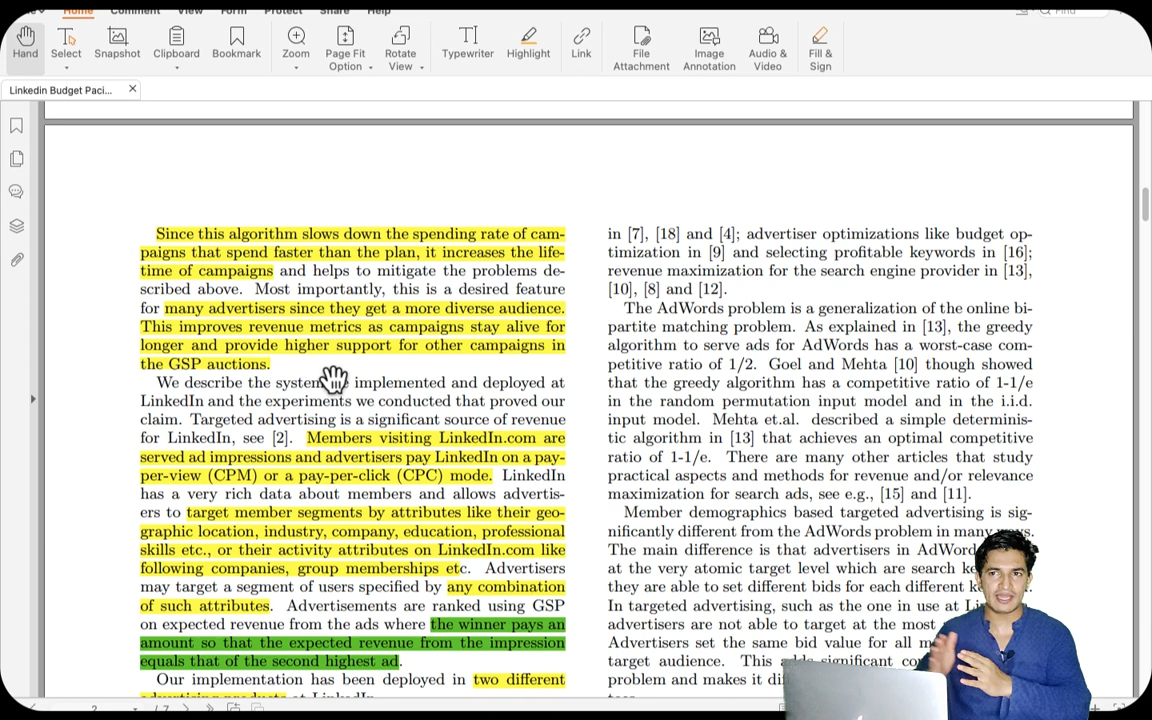 Home Comment View Form Protect Share Help
Find
Hand
Select
Snapshot
Clipboard
Bookmark
Zoom
Page Fit
Option
Rotate
View
Typewriter
Highlight
Link
File
Attachment
Image
Annotation
Audio &
Video
Fill &
Sign
Linkedin Budget Paci...
Since this algorithm slows down the spending rate of cam-
paigns that spend faster than the plan, it increases the life-
time of campaigns and helps to mitigate the problems de-
scribed above. Most importantly, this is a desired feature
for many advertisers since they get a more diverse audience.
This improves revenue metrics as campaigns stay alive for
longer and provide higher support for other campaigns in
the GSP auctions.
We describe the system implemented and deployed at
LinkedIn and the experiments we conducted that proved our
claim. Targeted advertising is a significant source of revenue
for LinkedIn, see [2]. Members visiting LinkedIn.com are
served ad impressions and advertisers pay LinkedIn on a pay-
per-view (CPM) or a pay-per-click (CPC) mode. LinkedIn
has a very rich data about members and allows advertis-
ers to target member segments by attributes like their geo-
graphic location, industry, company, education, professional
skills etc., or their activity attributes on LinkedIn.com like
following companies, group memberships etc. Advertisers
may target a segment of users specified by any combination
of such attributes. Advertisements are ranked using GSP
on expected revenue from the ads where the winner pays an
amount so that the expected revenue from the impression
equals that of the second highest ad.
Our implementation has been deployed in two different
in [7], [18] and [4]; advertiser optimizations like budget op-
timization in [9] and selecting profitable keywords in [16];
revenue maximization for the search engine provider in [13],
[10], [8] and [12].
The AdWords problem is a generalization of the online bi-
partite matching problem. As explained in [13], the greedy
algorithm to serve ads for AdWords has a worst-case com-
petitive ratio of 1/2. Goel and Mehta [10] though showed
that the greedy algorithm has a competitive ratio of 1-1/e
in the random permutation input model and in the i.i.d.
input model. Mehta et.al. described a simple determinis-
tic algorithm in [13] that achieves an optimal competitive
ratio of 1-1/e. There are many other articles that study
practical aspects and methods for revenue and/or relevance
maximization for search ads, see e.g., [15] and [11].
Member demographics based targeted advertising is sig-
nificantly different from the AdWords problem in many ways.
The main difference is that advertisers in AdWord
at the very atomic target level which are search
they are able to set different bids for each different
In targeted advertising, such as the one in use at
advertisers are not able to target at the most
Advertisers set the same bid value for all
target audience. This adds significant
problem and makes it